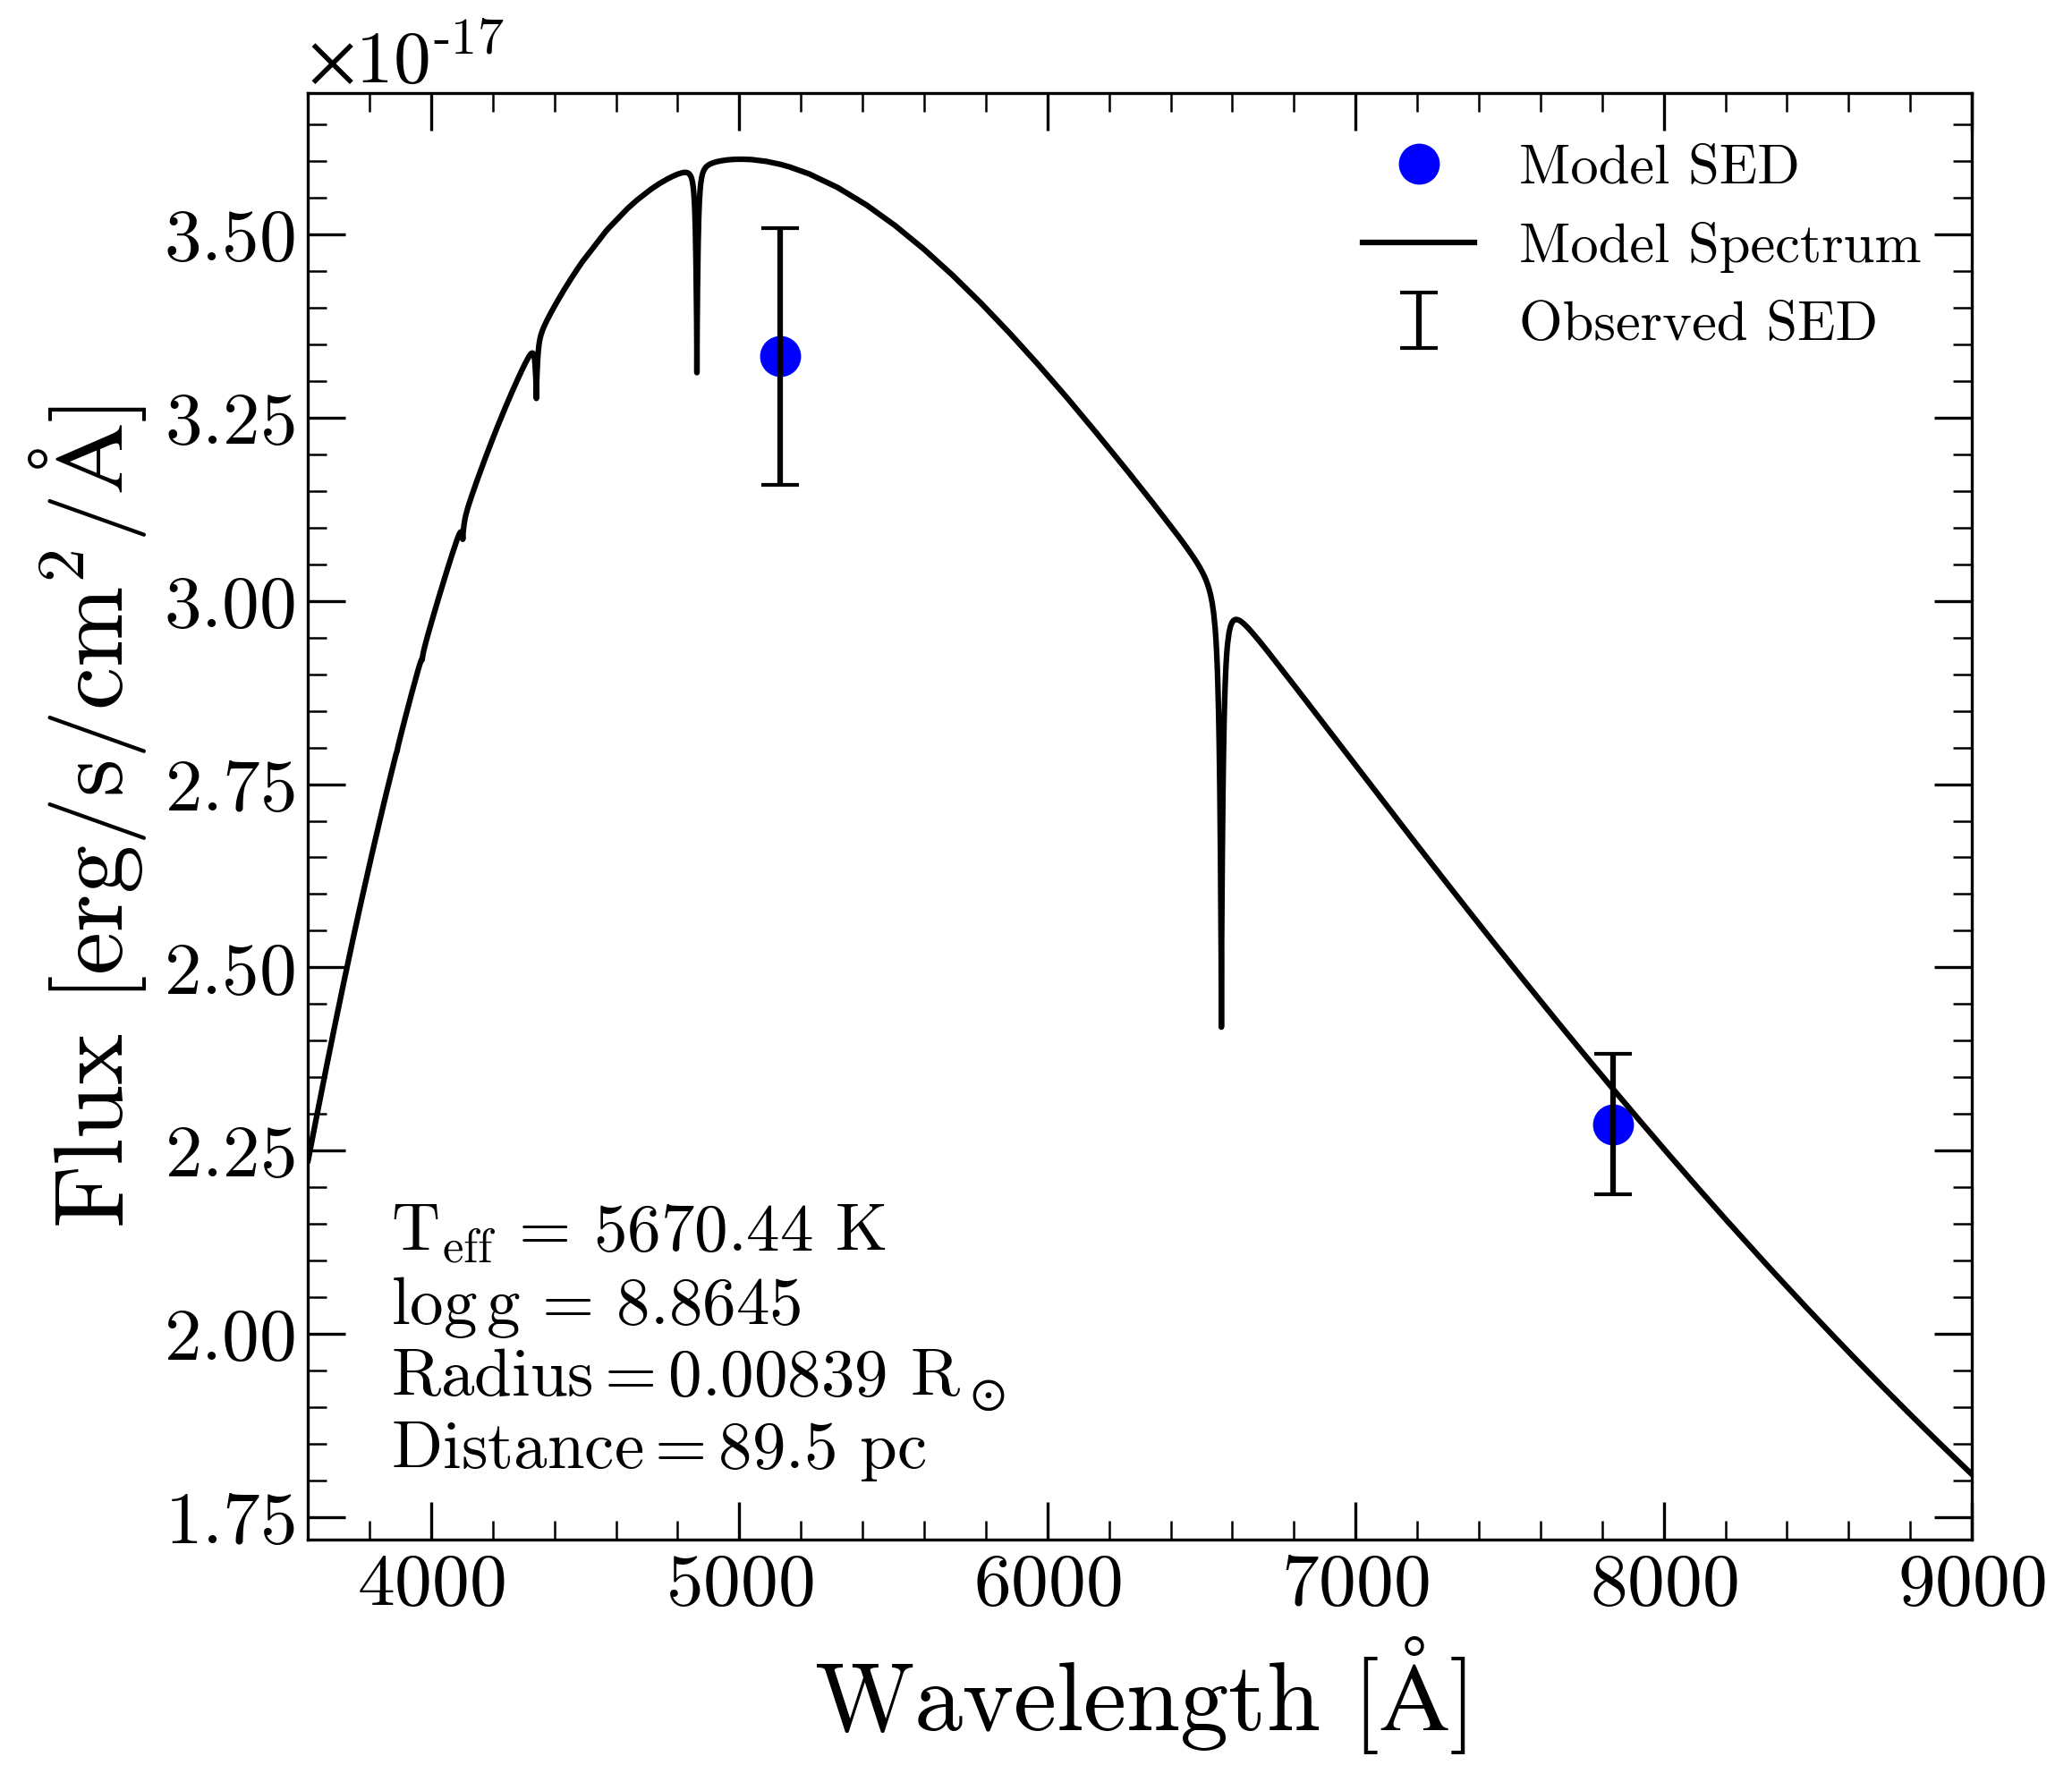 ×10-17
Model SED
Model Spectrum
Observed SED
3.50
3.25
3.00
2.75
2.50
2.25
2.00
1.75
Flux [erg/s/cm2/Å]
Teff = 5670.44 K
log g = 8.8645
Radius = 0.00839 R⊙
Distance = 89.5 pc
4000 5000 6000 7000 8000 9000
Wavelength [Å]